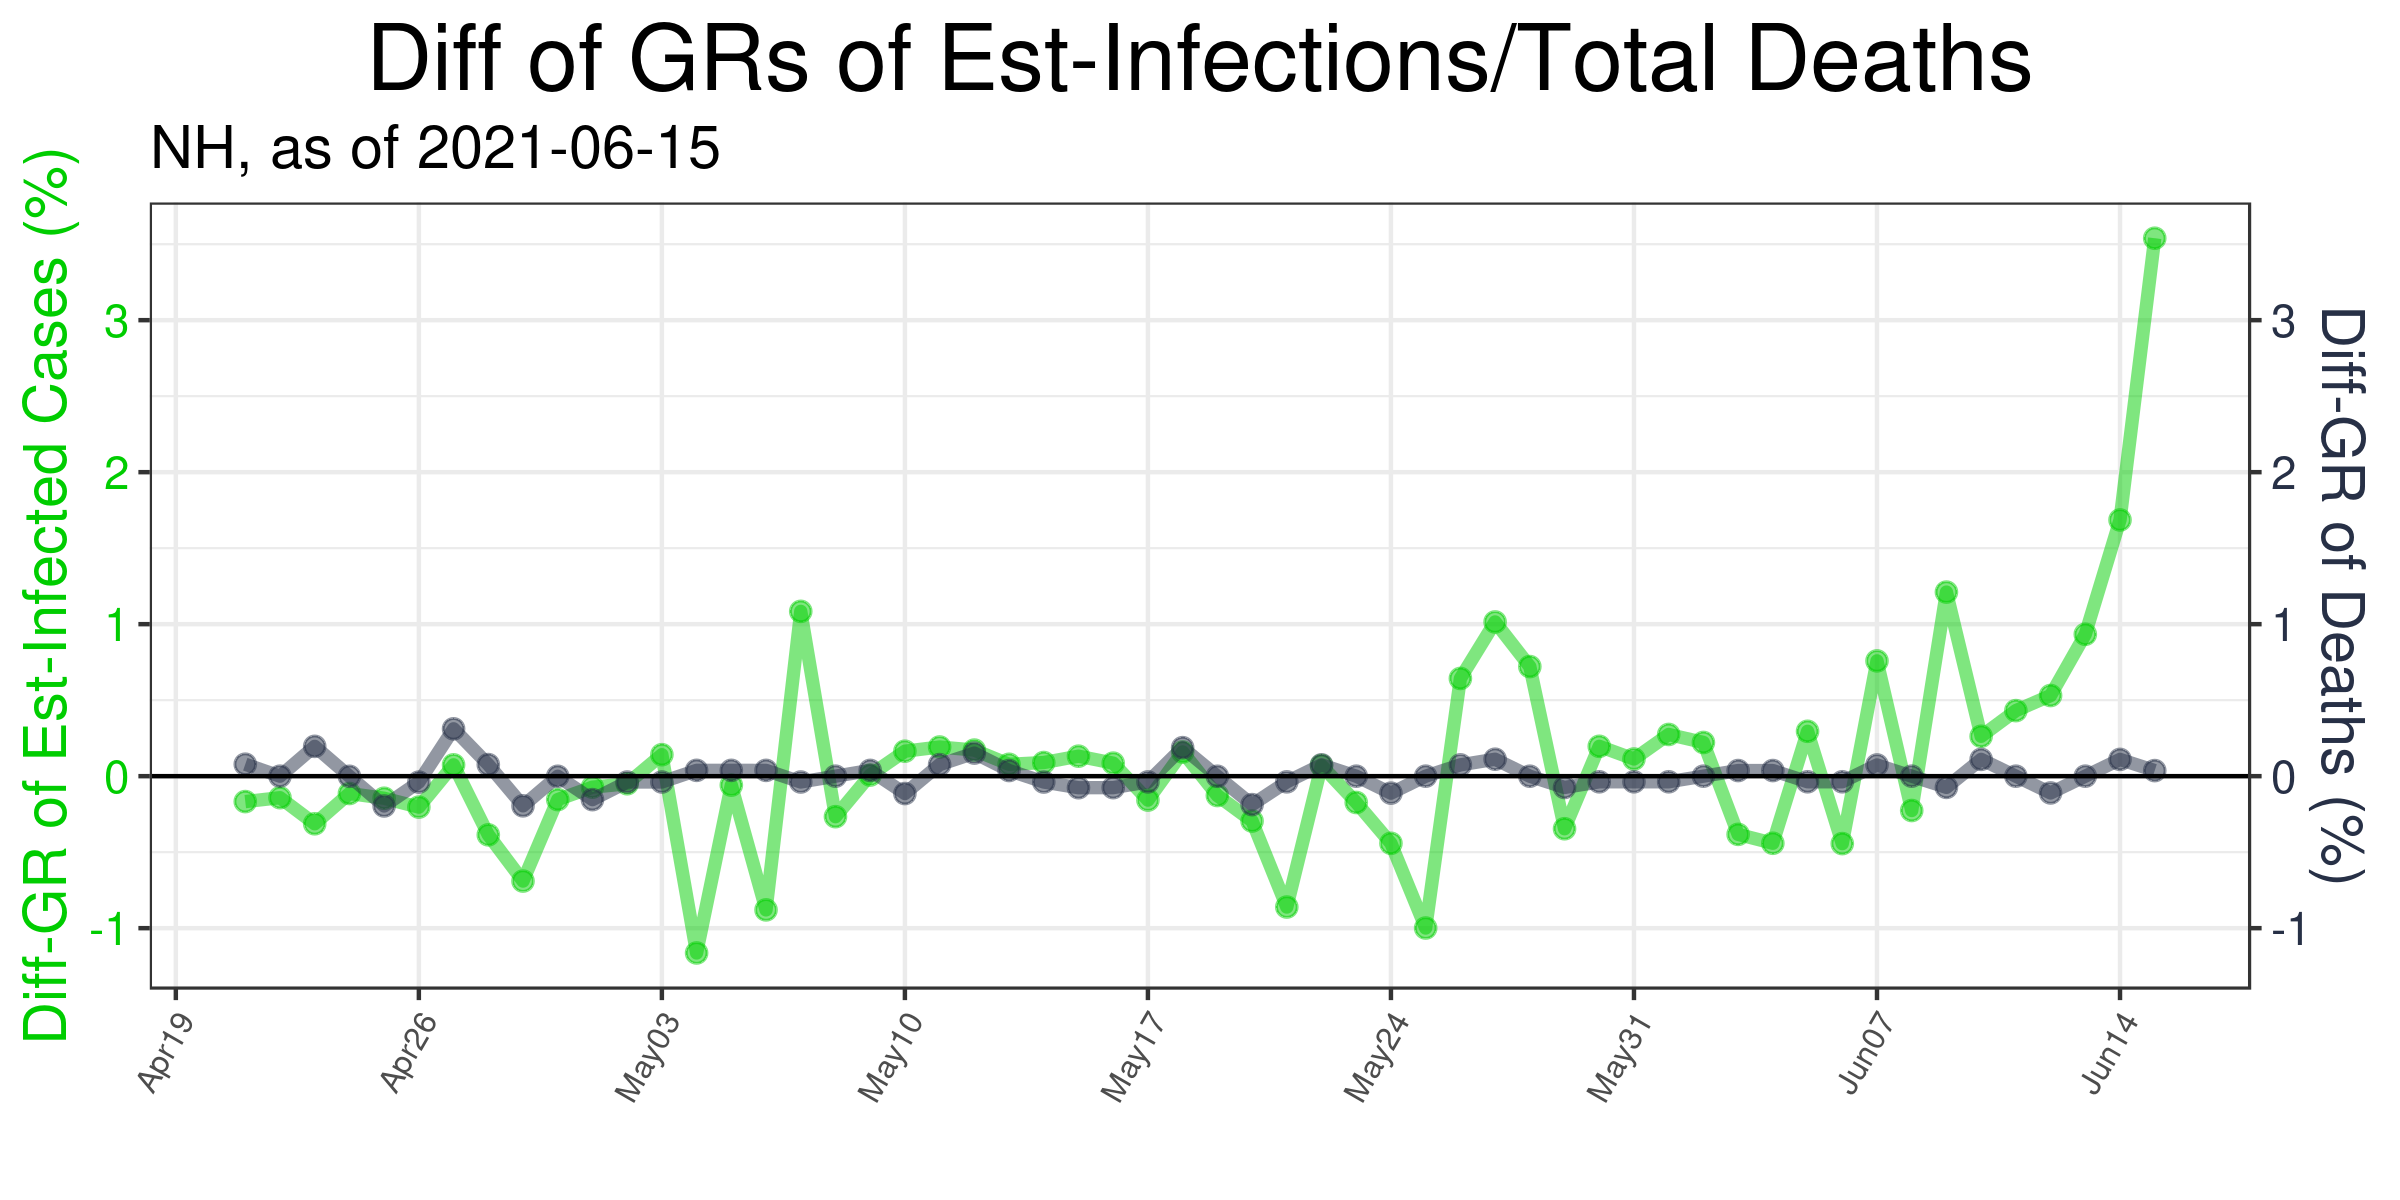 Diff of GRs of Est-Infections/Total Deaths
NH, as of 2021-06-15
Diff-GR of Est-Infected Cases (%)
3
2
1
0
-1
3
2
1
0
-1
Diff-GR of Deaths (%)
Apr19
Apr26
May03
May10
May17
May24
May31
Jun07
Jun14